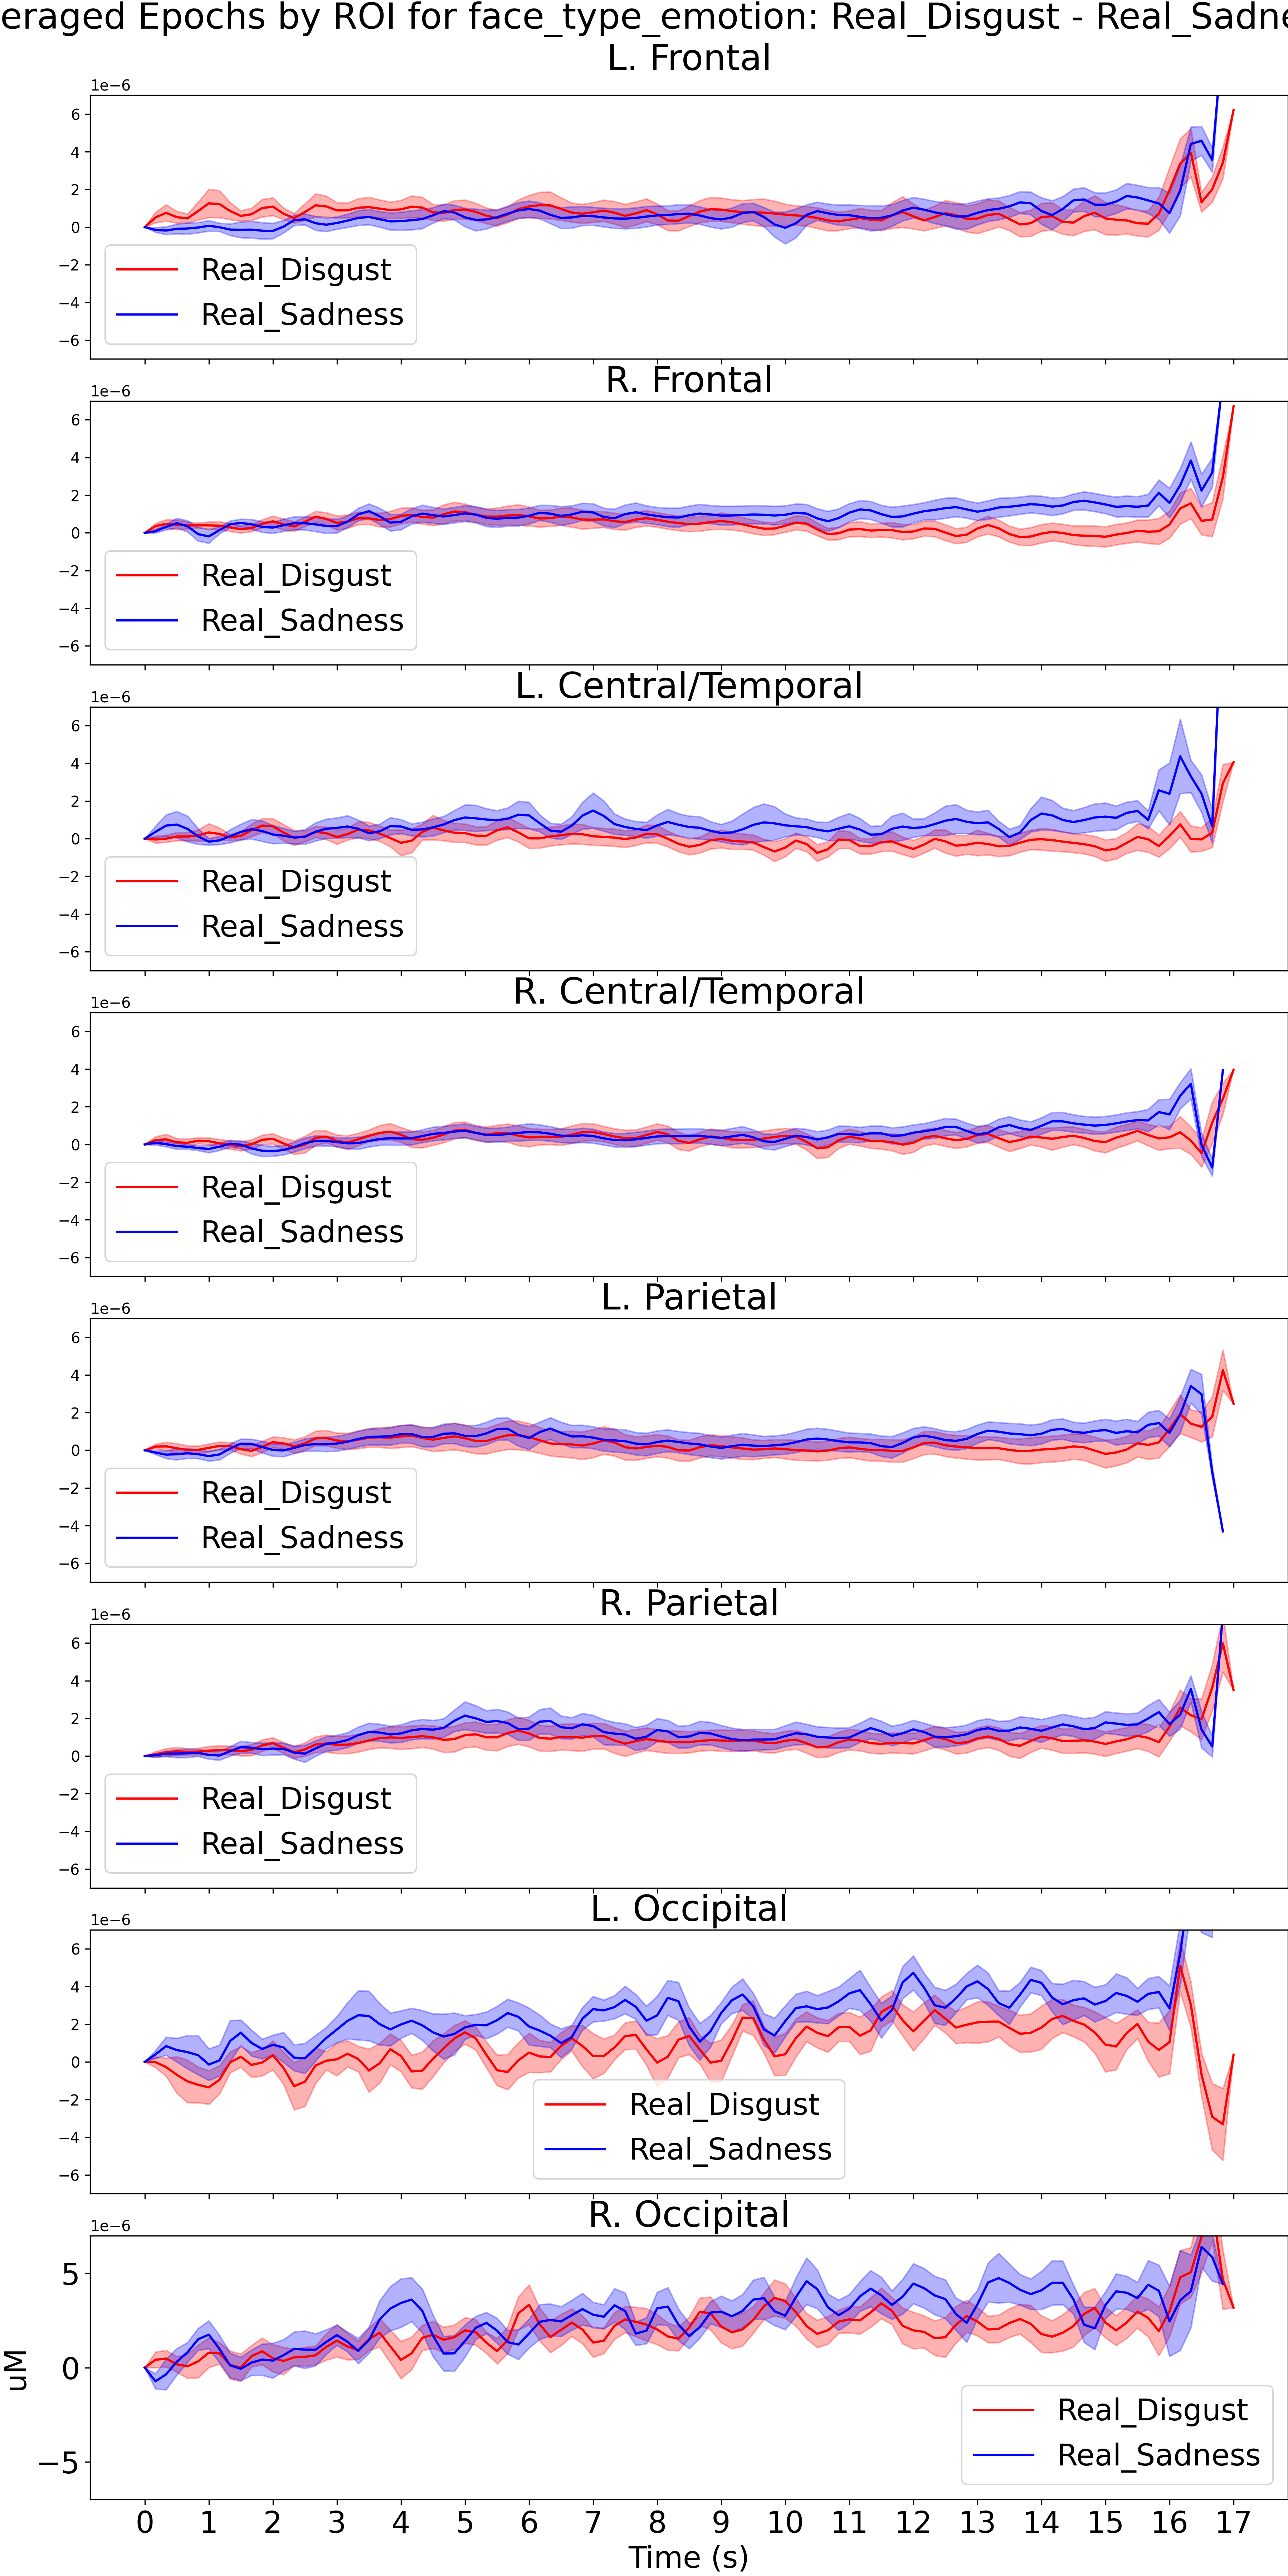 eraged Epochs by ROI for face_type_emotion: Real_Disgust - Real_Sadne
L. Frontal
1e−6
6
4
2
0
−2
−4
−6
Real_Disgust
Real_Sadness
R. Frontal
1e−6
6
4
2
0
−2
−4
−6
Real_Disgust
Real_Sadness
L. Central/Temporal
1e−6
6
4
2
0
−2
−4
−6
Real_Disgust
Real_Sadness
R. Central/Temporal
1e−6
6
4
2
0
−2
−4
−6
Real_Disgust
Real_Sadness
L. Parietal
1e−6
6
4
2
0
−2
−4
−6
Real_Disgust
Real_Sadness
R. Parietal
1e−6
6
4
2
0
−2
−4
−6
Real_Disgust
Real_Sadness
L. Occipital
1e−6
6
4
2
0
−2
−4
−6
Real_Disgust
Real_Sadness
R. Occipital
1e−6
5
0
−5
uM
Real_Disgust
Real_Sadness
0 1 2 3 4 5 6 7 8 9 10 11 12 13 14 15 16 17
Time (s)